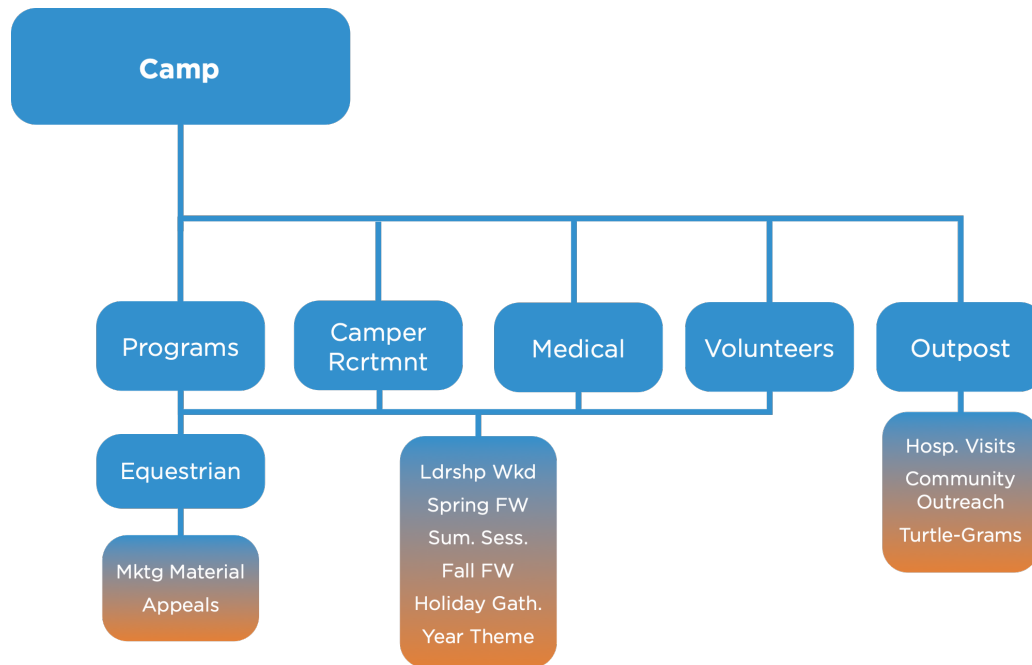 Camp
Programs
Camper
Rcrtmnt
Medical
Volunteers
Outpost
Equestrian
Mktg Material
Appeals
Ldrshp Wkd
Spring FW
Sum. Sess.
Fall FW
Holiday Gath.
Year Theme
Hosp. Visits
Community
Outreach
Turtle-Grams